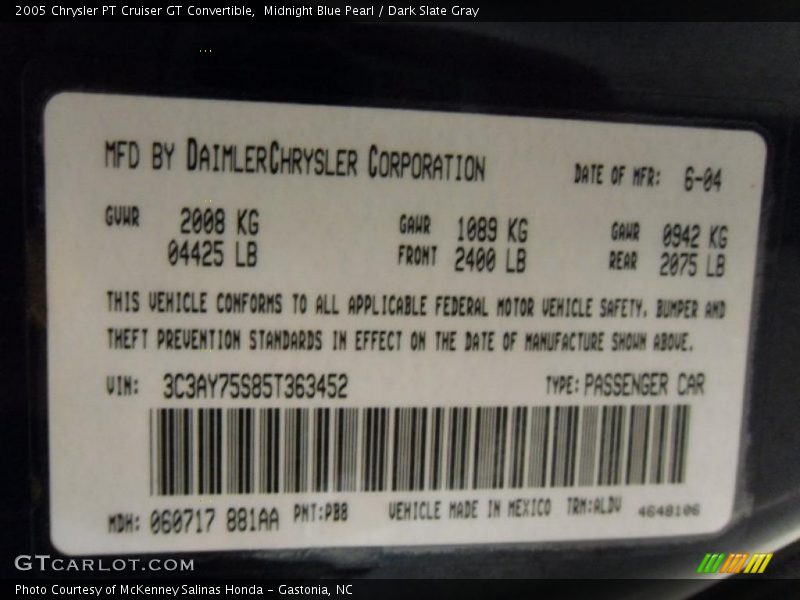 2005 Chrysler PT Cruiser GT Convertible,  Midnight Blue Pearl / Dark Slate Gray
MFD BY DAIMLERCHRYSLER CORPORATION
DATE OF MFR: 6-04
GVWR 2008 KG GAWR 1089 KG GAWR 0942 KG
04425 LB FRONT 2400 LB REAR 2075 LB
THIS VEHICLE CONFORMS TO ALL APPLICABLE FEDERAL MOTOR VEHICLE SAFETY, BUMPER AND
THEFT PREVENTION STANDARDS IN EFFECT ON THE DATE OF MANUFACTURE SHOWN ABOVE.
VIN: 3C3AY75S85T363452 TYPE: PASSENGER CAR
MDH: 060717 881AA PNT:PB8 VEHICLE MADE IN MEXICO TRM:ALDV 4648106
GTCARLOT.COM
Photo Courtesy of McKenney Salinas Honda - Gastonia, NC